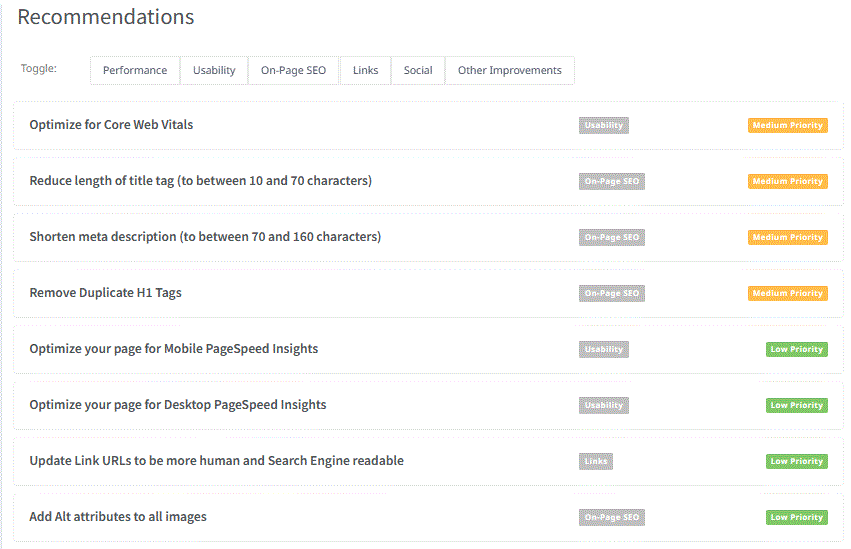 Recommendations
Toggle: Performance Usability On-Page SEO Links Social Other Improvements
Optimize for Core Web Vitals Usability Medium Priority
Reduce length of title tag (to between 10 and 70 characters) On-Page SEO Medium Priority
Shorten meta description (to between 70 and 160 characters) On-Page SEO Medium Priority
Remove Duplicate H1 Tags On-Page SEO Medium Priority
Optimize your page for Mobile PageSpeed Insights Usability Low Priority
Optimize your page for Desktop PageSpeed Insights Usability Low Priority
Update Link URLs to be more human and Search Engine readable Links Low Priority
Add Alt attributes to all images On-Page SEO Low Priority